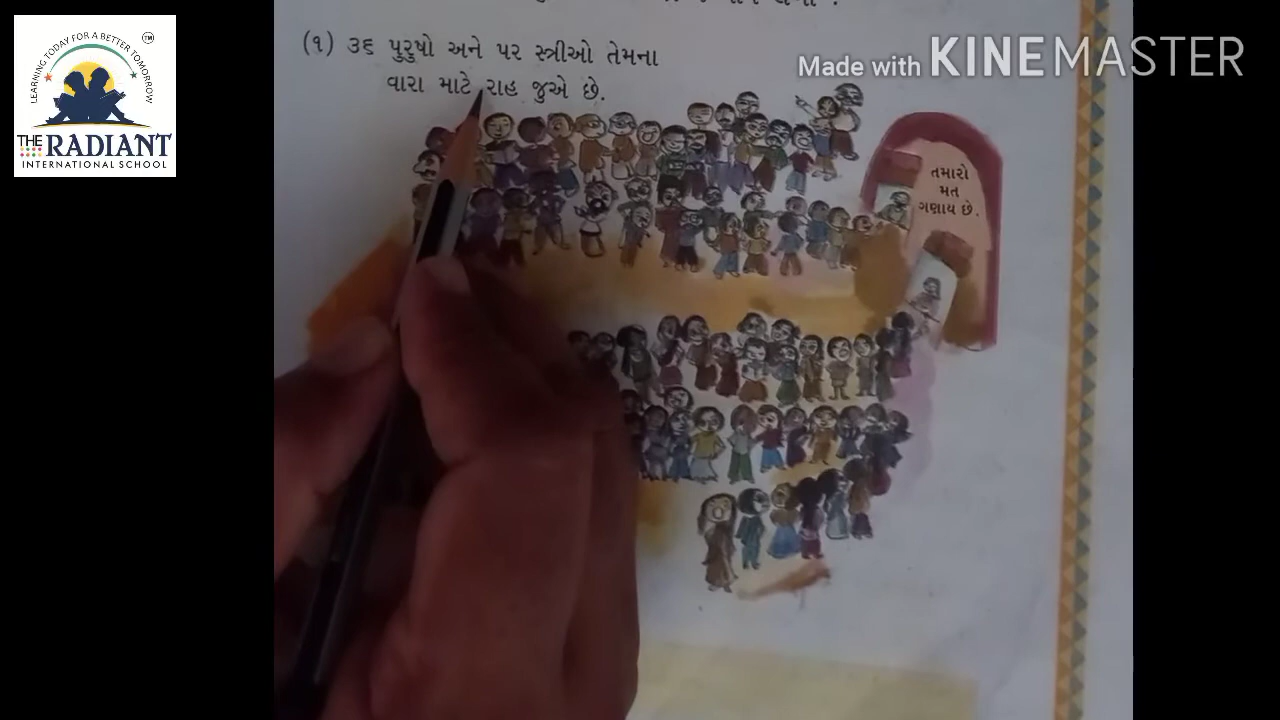 (૧) ૩૬ પુરુષો અને ૫૨ સ્ત્રીઓ તેમના
વારા માટે રાહ જુએ છે.
તમારો
મત
ગણાય છે.
LEARNING TODAY FOR A BETTER TOMORROW
TM
THE RADIANT
INTERNATIONAL SCHOOL
Made with KINEMASTER